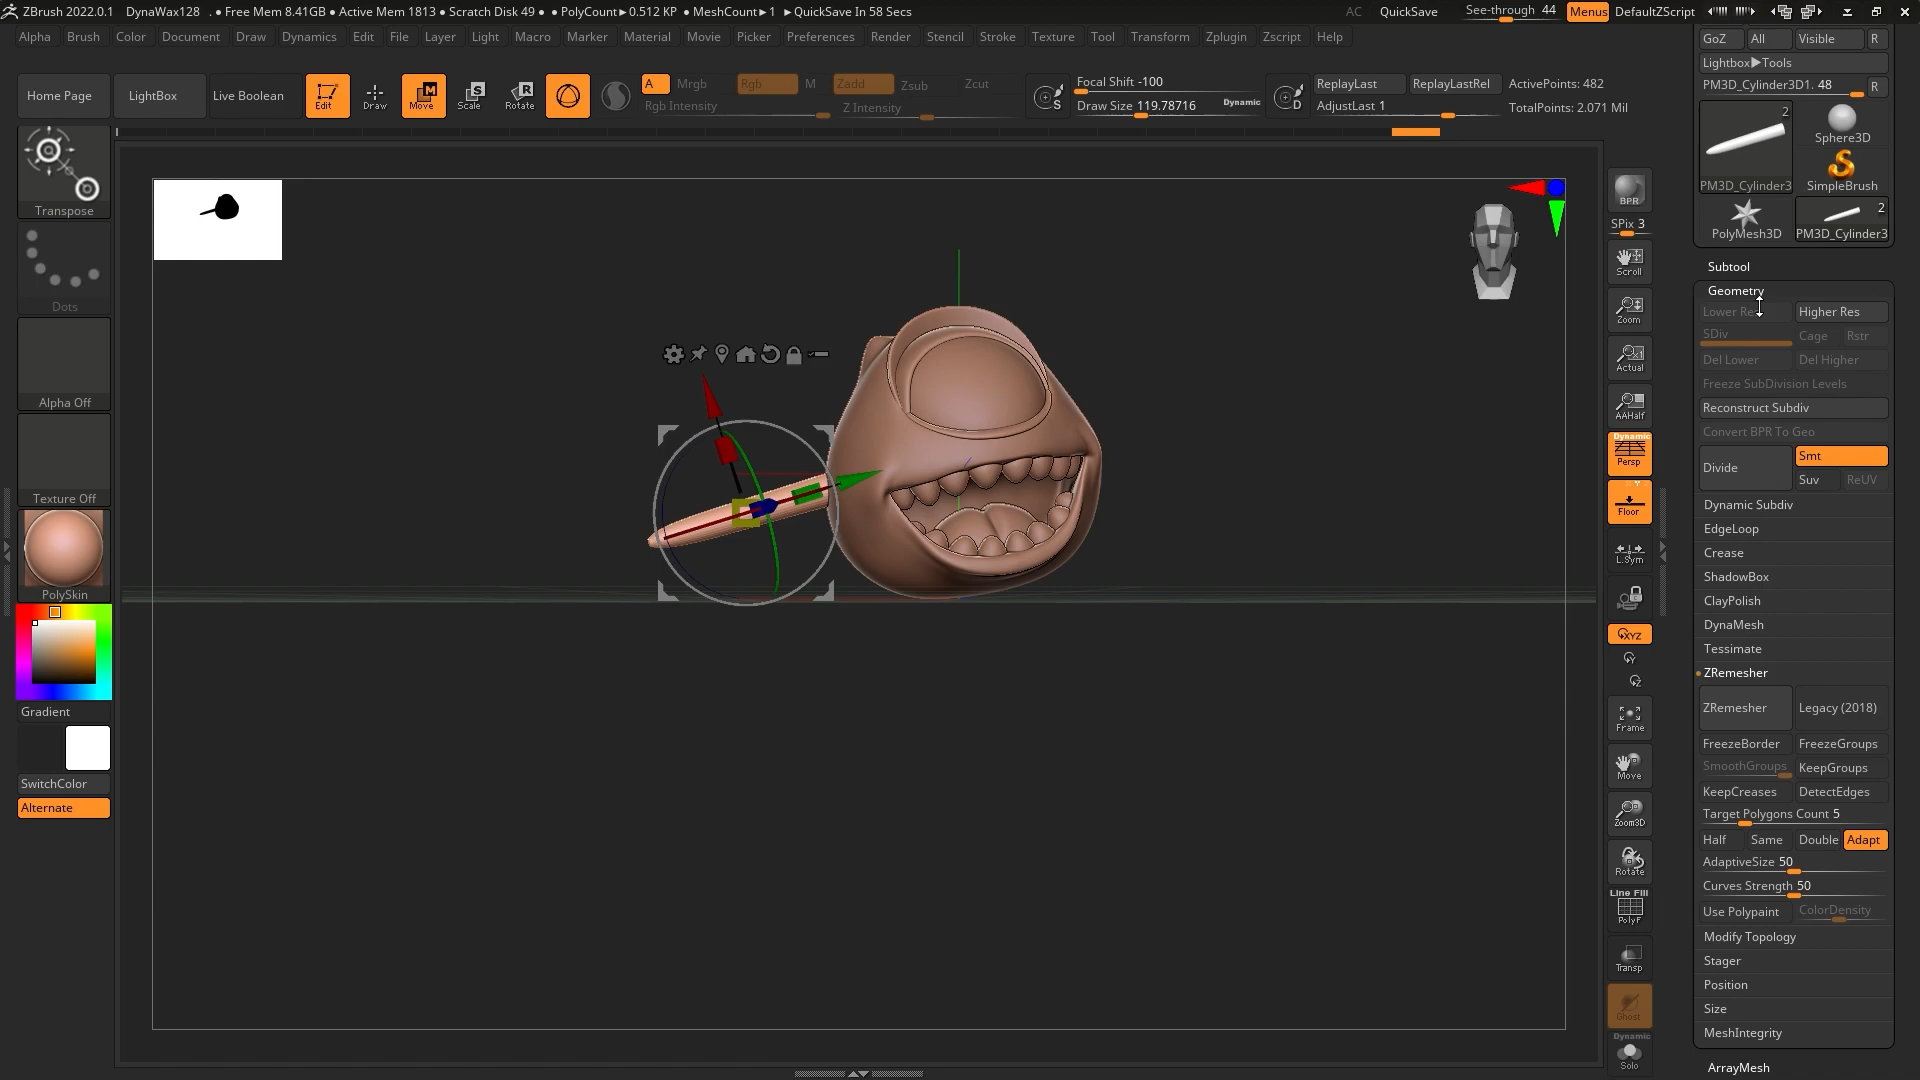 ZBrush 2022.0.1 DynaWax128 . ● Free Mem 8.41GB ● Active Mem 1813 ● Scratch Disk 49 ● ● PolyCount► 0.512 KP ● MeshCount► 1 ►QuickSave In 58 Secs AC QuickSave See-through 44 Menus DefaultZScript
Alpha Brush Color Document Draw Dynamics Edit File Layer Light Macro Marker Material Movie Picker Preferences Render Stencil Stroke Texture Tool Transform Zplugin Zscript Help
Home Page LightBox Live Boolean Edit Draw Move Scale Rotate
A Mrgb Rgb M Zadd Zsub Zcut
Rgb Intensity Z Intensity
S Focal Shift -100
Draw Size 119.78716 Dynamic
D ReplayLast ReplayLastRel
AdjustLast 1
ActivePoints: 482
TotalPoints: 2.071 Mil
Transpose
Dots
Alpha Off
Texture Off
PolySkin
Gradient
SwitchColor
Alternate
BPR
SPix 3
Scroll
Zoom
Actual
AAHalf
Dynamic
Persp
Floor
L.Sym
XYZ
Y
Z
Frame
Move
Zoom3D
Rotate
Line Fill
PolyF
Transp
Ghost
Dynamic
Solo
GoZ All Visible R
Lightbox►Tools
PM3D_Cylinder3D1. 48 R
2
Sphere3D
PM3D_Cylinder3 SimpleBrush
2
PolyMesh3D PM3D_Cylinder3
Subtool
Geometry
Lower Re Higher Res
SDiv Cage Rstr
Del Lower Del Higher
Freeze SubDivision Levels
Reconstruct Subdiv
Convert BPR To Geo
Divide Smt
Suv ReUV
Dynamic Subdiv
EdgeLoop
Crease
ShadowBox
ClayPolish
DynaMesh
Tessimate
ZRemesher
ZRemesher Legacy (2018)
FreezeBorder FreezeGroups
SmoothGroups KeepGroups
KeepCreases DetectEdges
Target Polygons Count 5
Half Same Double Adapt
AdaptiveSize 50
Curves Strength 50
Use Polypaint ColorDensity
Modify Topology
Stager
Position
Size
MeshIntegrity
ArrayMesh